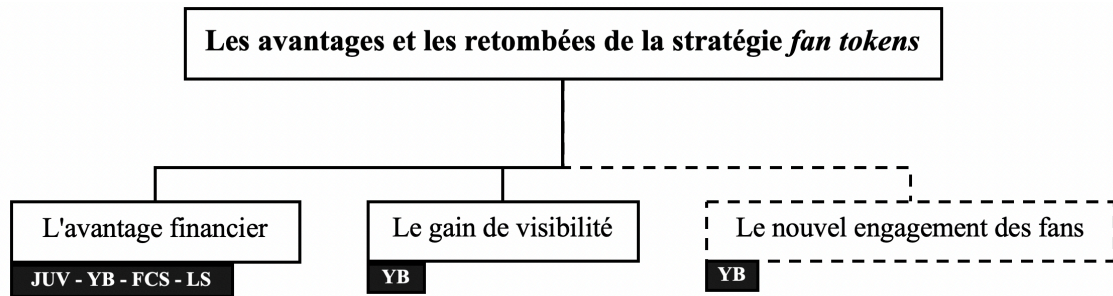 Les avantages et les retombées de la stratégie fan tokens
L'avantage financier
JUV - YB - FCS - LS
Le gain de visibilité
YB
Le nouvel engagement des fans
YB